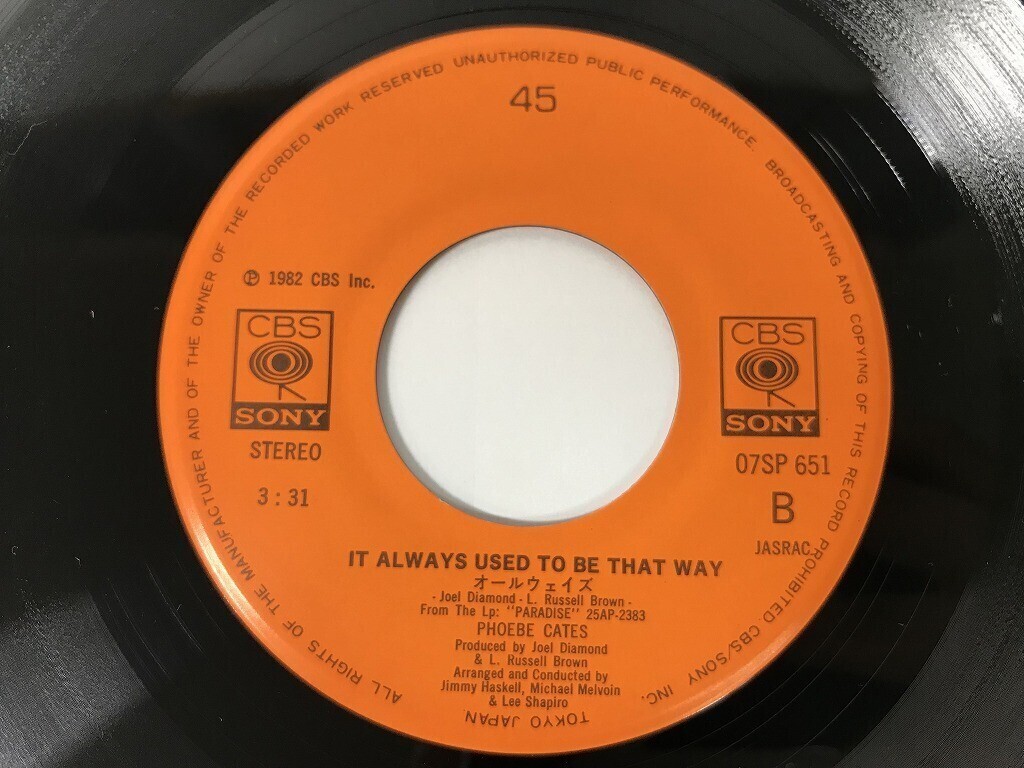 ALL RIGHTS OF THE MANUFACTURER AND OF THE OWNER OF THE RECORDED WORK RESERVED UNAUTHORIZED PUBLIC PERFORMANCE. BROADCASTING AND COPYING OF THIS RECORD PROHIBITED CBS/SONY INC.
TOKYO JAPAN
45
Ⓟ 1982 CBS Inc.
CBS
SONY
STEREO
3 : 31
CBS
SONY
07SP 651
B
JASRAC
IT ALWAYS USED TO BE THAT WAY
オールウェイズ
- Joel Diamond - L. Russell Brown -
From The Lp: "PARADISE" 25AP-2383
PHOEBE CATES
Produced by Joel Diamond
& L. Russell Brown
Arranged and Conducted by
Jimmy Haskell, Michael Melvoin
& Lee Shapiro